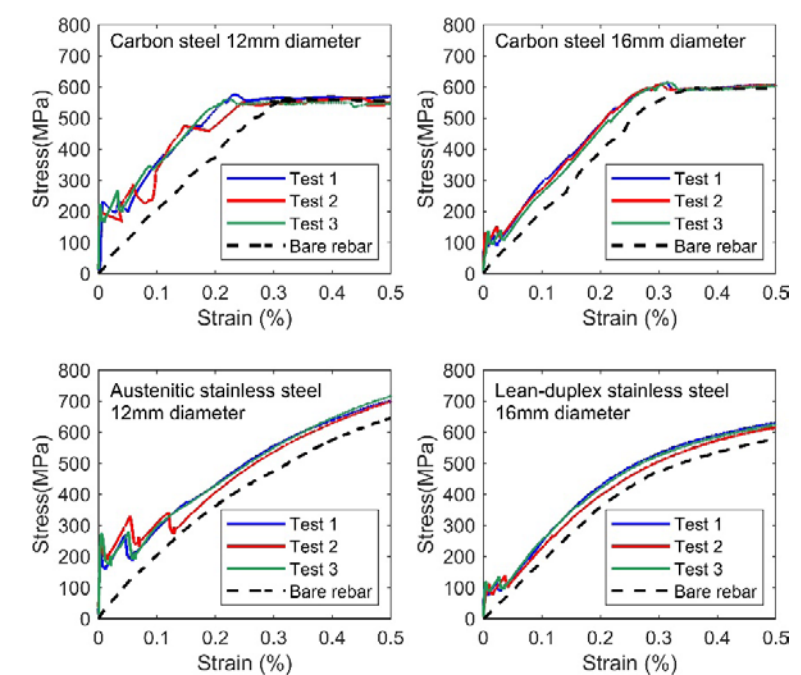 800
700
600
500
400
300
200
100
0
Stress(MPa)
Carbon steel 12mm diameter
Test 1
Test 2
Test 3
Bare rebar
0 0.1 0.2 0.3 0.4 0.5
Strain (%)
800
700
600
500
400
300
200
100
0
Stress(MPa)
Carbon steel 16mm diameter
Test 1
Test 2
Test 3
Bare rebar
0 0.1 0.2 0.3 0.4 0.5
Strain (%)
800
700
600
500
400
300
200
100
0
Stress(MPa)
Austenitic stainless steel
12mm diameter
Test 1
Test 2
Test 3
Bare rebar
0 0.1 0.2 0.3 0.4 0.5
Strain (%)
800
700
600
500
400
300
200
100
0
Stress(MPa)
Lean-duplex stainless steel
16mm diameter
Test 1
Test 2
Test 3
Bare rebar
0 0.1 0.2 0.3 0.4 0.5
Strain (%)